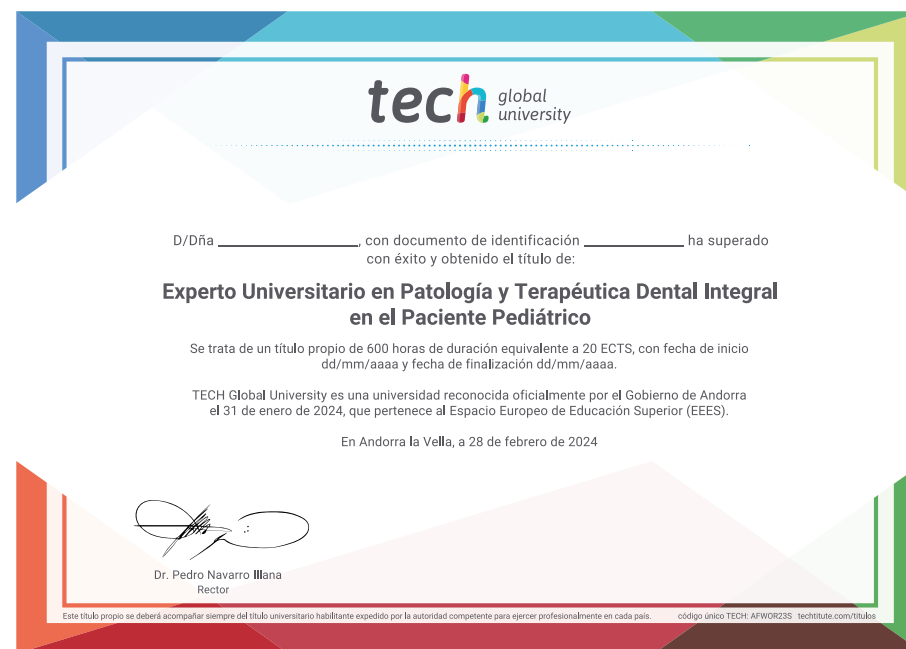 tech global university
D/Dña ______________, con documento de identificación __________ ha superado
con éxito y obtenido el título de:
Experto Universitario en Patología y Terapéutica Dental Integral
en el Paciente Pediátrico
Se trata de un título propio de 600 horas de duración equivalente a 20 ECTS, con fecha de inicio
dd/mm/aaaa y fecha de finalización dd/mm/aaaa.
TECH Global University es una universidad reconocida oficialmente por el Gobierno de Andorra
el 31 de enero de 2024, que pertenece al Espacio Europeo de Educación Superior (EEES).
En Andorra la Vella, a 28 de febrero de 2024
Dr. Pedro Navarro Illana
Rector
Este título propio se deberá acompañar siempre del título universitario habilitante expedido por la autoridad competente para ejercer profesionalmente en cada país. código único TECH: AFWOR23S techtitute.com/titulos